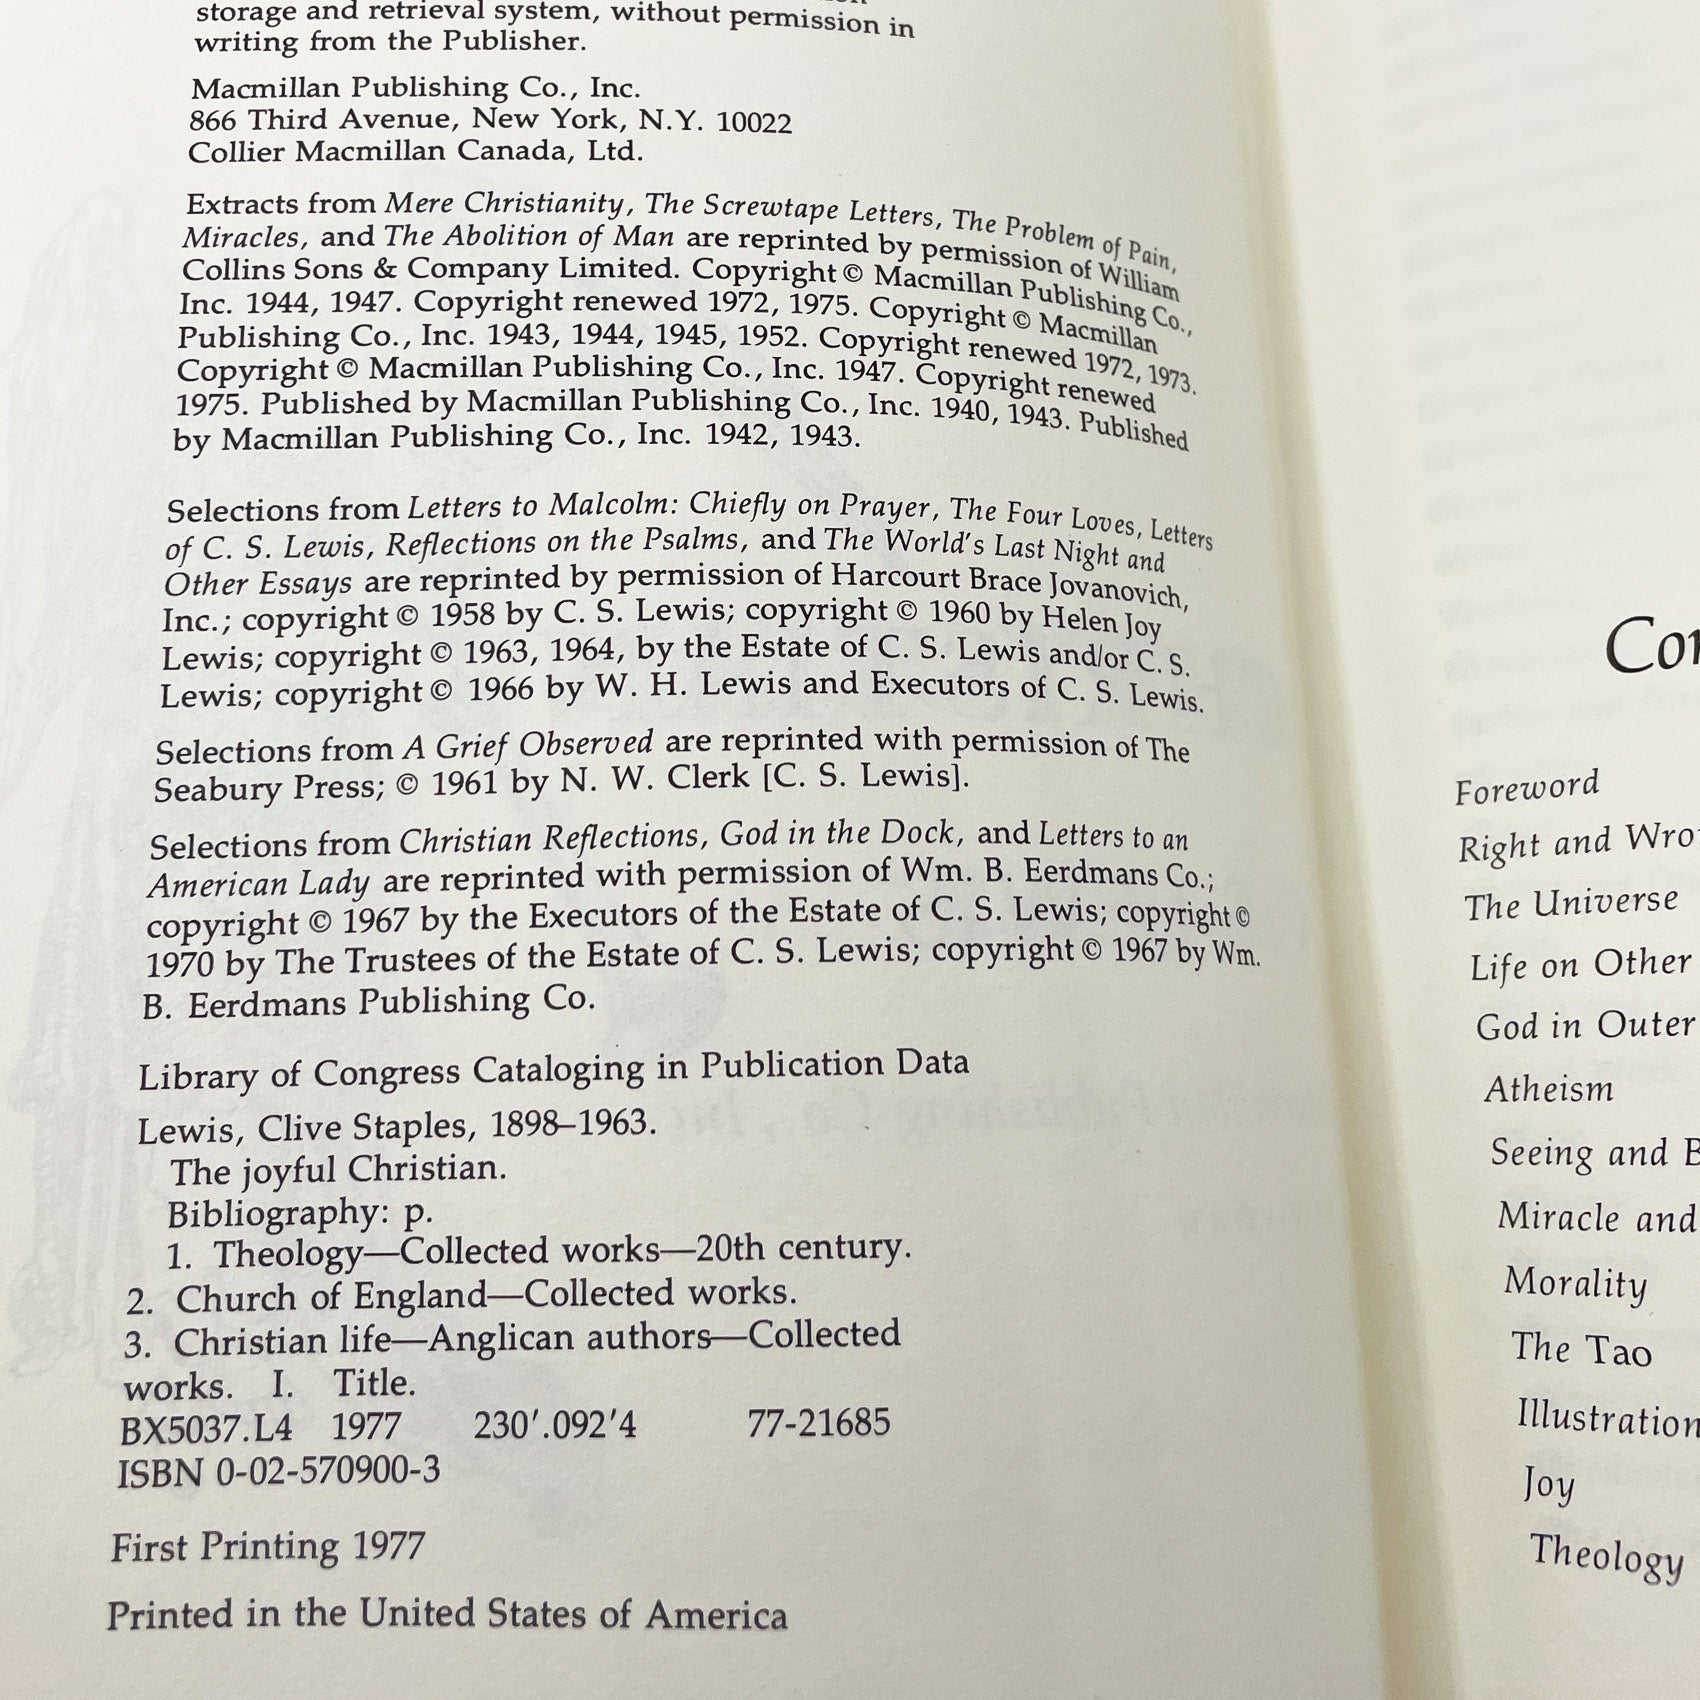 storage and retrieval system, without permission in
writing from the Publisher.
Macmillan Publishing Co., Inc.
866 Third Avenue, New York, N.Y. 10022
Collier Macmillan Canada, Ltd.
Extracts from Mere Christianity, The Screwtape Letters, The Problem of Pain,
Miracles, and The Abolition of Man are reprinted by permission of William
Collins Sons & Company Limited. Copyright © Macmillan Publishing Co.,
Inc. 1944, 1947. Copyright renewed 1972, 1975. Copyright © Macmillan
Publishing Co., Inc. 1943, 1944, 1945, 1952. Copyright renewed 1972, 1973.
Copyright © Macmillan Publishing Co., Inc. 1947. Copyright renewed
1975. Published by Macmillan Publishing Co., Inc. 1940, 1943. Published
by Macmillan Publishing Co., Inc. 1942, 1943.
Selections from Letters to Malcolm: Chiefly on Prayer, The Four Loves, Letters
of C. S. Lewis, Reflections on the Psalms, and The World's Last Night and
Other Essays are reprinted by permission of Harcourt Brace Jovanovich,
Inc.; copyright © 1958 by C. S. Lewis; copyright © 1960 by Helen Joy
Lewis; copyright © 1963, 1964, by the Estate of C. S. Lewis and/or C. S.
Lewis; copyright © 1966 by W. H. Lewis and Executors of C. S. Lewis.
Selections from A Grief Observed are reprinted with permission of The
Seabury Press; © 1961 by N. W. Clerk [C. S. Lewis].
Selections from Christian Reflections, God in the Dock, and Letters to an
American Lady are reprinted with permission of Wm. B. Eerdmans Co.;
copyright © 1967 by the Executors of the Estate of C. S. Lewis; copyright ©
1970 by The Trustees of the Estate of C. S. Lewis; copyright © 1967 by Wm.
B. Eerdmans Publishing Co.
Library of Congress Cataloging in Publication Data
Lewis, Clive Staples, 1898–1963.
The joyful Christian.
Bibliography: p.
1. Theology—Collected works—20th century.
2. Church of England—Collected works.
3. Christian life—Anglican authors—Collected
works. I. Title.
BX5037.L4 1977 230'.092'4 77-21685
ISBN 0-02-570900-3
First Printing 1977
Printed in the United States of America
Foreword
Right and
The Universe
Life on Other
God in Outer
Atheism
Seeing and
Miracle and
Morality
The Tao
Illustration
Joy
Theology